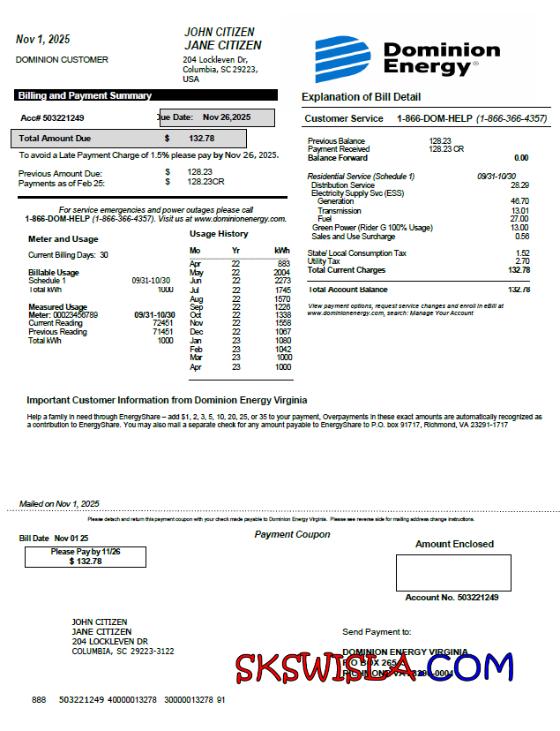 Nov 1, 2025
DOMINION CUSTOMER
JOHN CITIZEN
JANE CITIZEN
204 Lockleven Dr,
Columbia, SC 29223,
USA
Dominion
Energy®
Billing and Payment Summary
Acc# 503221249 Due Date: Nov 26,2025
Total Amount Due $ 132.78
To avoid a Late Payment Charge of 1.5% please pay by Nov 26, 2025.
Previous Amount Due: $ 128.23
Payments as of Feb 25: $ 128.23CR
For service emergencies and power outages please call
1-866-DOM-HELP (1-866-366-4357). Visit us at www.dominionenergy.com.
Meter and Usage
Current Billing Days: 30
Billable Usage
Schedule 1 09/31-10/30
Total kWh 1000
Measured Usage
Meter: 00023456789 09/31-10/30
Current Reading 72451
Previous Reading 71451
Total kWh 1000
Usage History
Mo Yr kWh
Apr 22 883
May 22 2004
Jun 22 2273
Jul 22 1745
Aug 22 1570
Sep 22 1226
Oct 22 1338
Nov 22 1558
Dec 22 1067
Jan 23 1080
Feb 23 1042
Mar 23 1000
Apr 23 1000
Explanation of Bill Detail
Customer Service 1-866-DOM-HELP (1-866-366-4357)
Previous Balance 128.23
Payment Received 128.23 CR
Balance Forward 0.00
Residential Service (Schedule 1) 09/31-10/30
Distribution Service 28.29
Electricity Supply Svc (ESS)
Generation 46.70
Transmission 13.01
Fuel 27.00
Green Power (Rider G 100% Usage) 13.00
Sales and Use Surcharge 0.56
State/ Local Consumption Tax 1.52
Utility Tax 2.70
Total Current Charges 132.78
Total Account Balance 132.78
View payment options, request service changes and enroll in eBill at
www.dominionenergy.com, search: Manage Your Account
Important Customer Information from Dominion Energy Virginia
Help a family in need through EnergyShare – add $1, 2, 3, 5, 10, 20, 25, or 35 to your payment, Overpayments in these exact amounts are automatically recognized as
a contribution to EnergyShare. You may also mail a separate check for any amount payable to EnergyShare to P.O. box 91717, Richmond, VA 23291-1717
Mailed on Nov 1, 2025
Please detach and return this payment coupon with your check made payable to Dominion Energy Virginia. Please see reverse side for mailing address change instructions.
Bill Date Nov 01 25
Please Pay by 11/26
$ 132.78
Payment Coupon
Amount Enclosed
Account No. 503221249
JOHN CITIZEN
JANE CITIZEN
204 LOCKLEVEN DR
COLUMBIA, SC 29223-3122
Send Payment to:
DOMINION ENERGY VIRGINIA
P O BOX
RICHMOND VA
SKSWISLA.COM
888 503221249 40000013278 30000013278 91